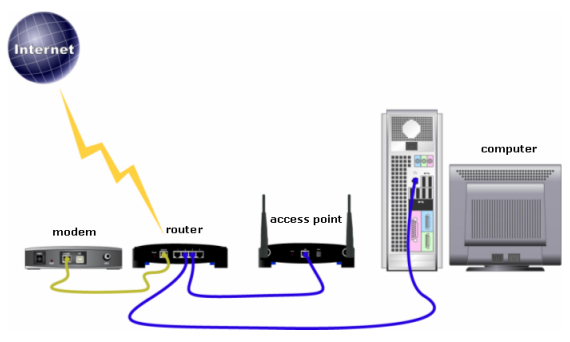 Internet
computer
access point
router
modem